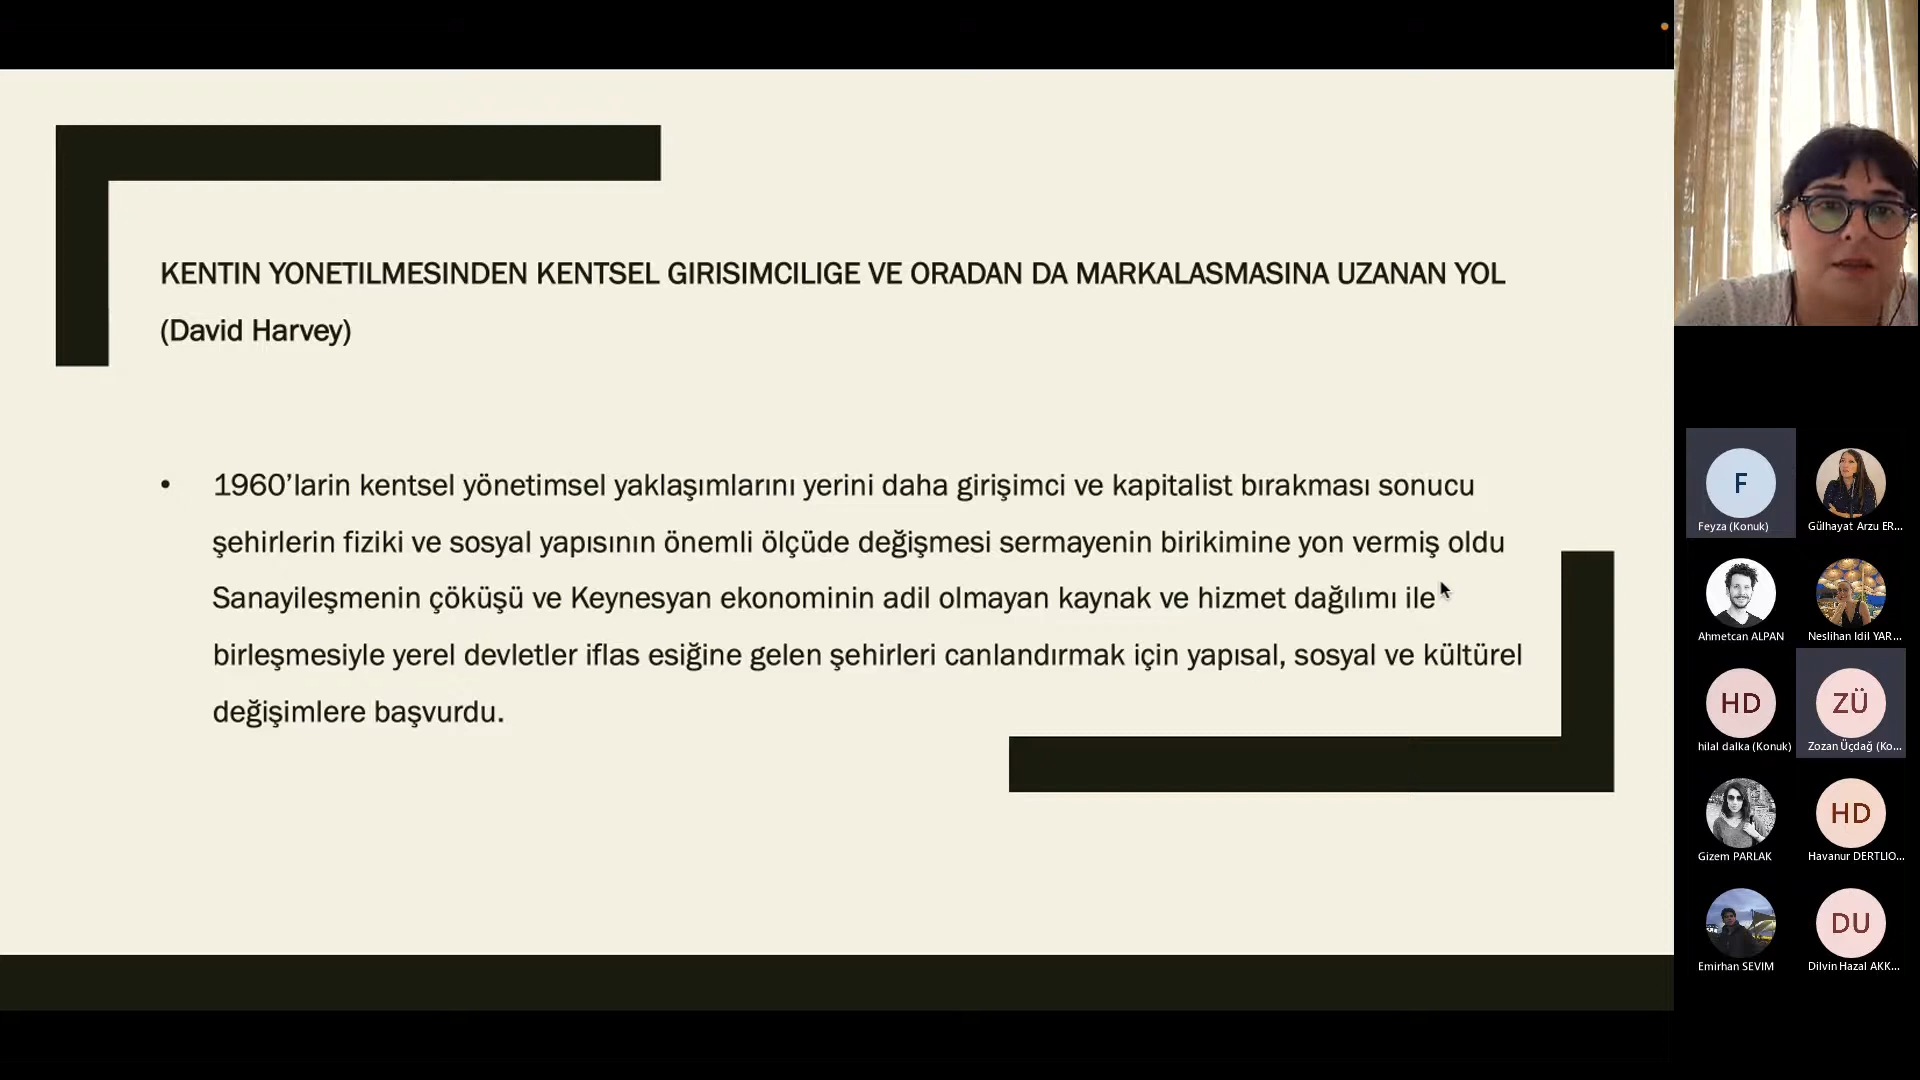 KENTIN YONETILMESINDEN KENTSEL GIRISIMCILIGE VE ORADAN DA MARKALASMASINA UZANAN YOL
(David Harvey)
• 1960’larin kentsel yönetimsel yaklaşımlarını yerini daha girişimci ve kapitalist bırakması sonucu
şehirlerin fiziki ve sosyal yapısının önemli ölçüde değişmesi sermayenin birikimine yon vermiş oldu
Sanayileşmenin çöküşü ve Keynesyan ekonominin adil olmayan kaynak ve hizmet dağılımı ile
birleşmesiyle yerel devletler iflas esiğine gelen şehirleri canlandırmak için yapısal, sosyal ve kültürel
değişimlere başvurdu.
F
Feyza (Konuk)
Gülhayat Arzu ER...
Ahmetcan ALPAN
Neslihan Idil YAR...
HD
hilal dalka (Konuk)
ZÜ
Zozan Üçdağ (Ko...
Gizem PARLAK
HD
Havanur DERTLIO...
Emirhan SEVIM
DU
Dilvin Hazal AKK...